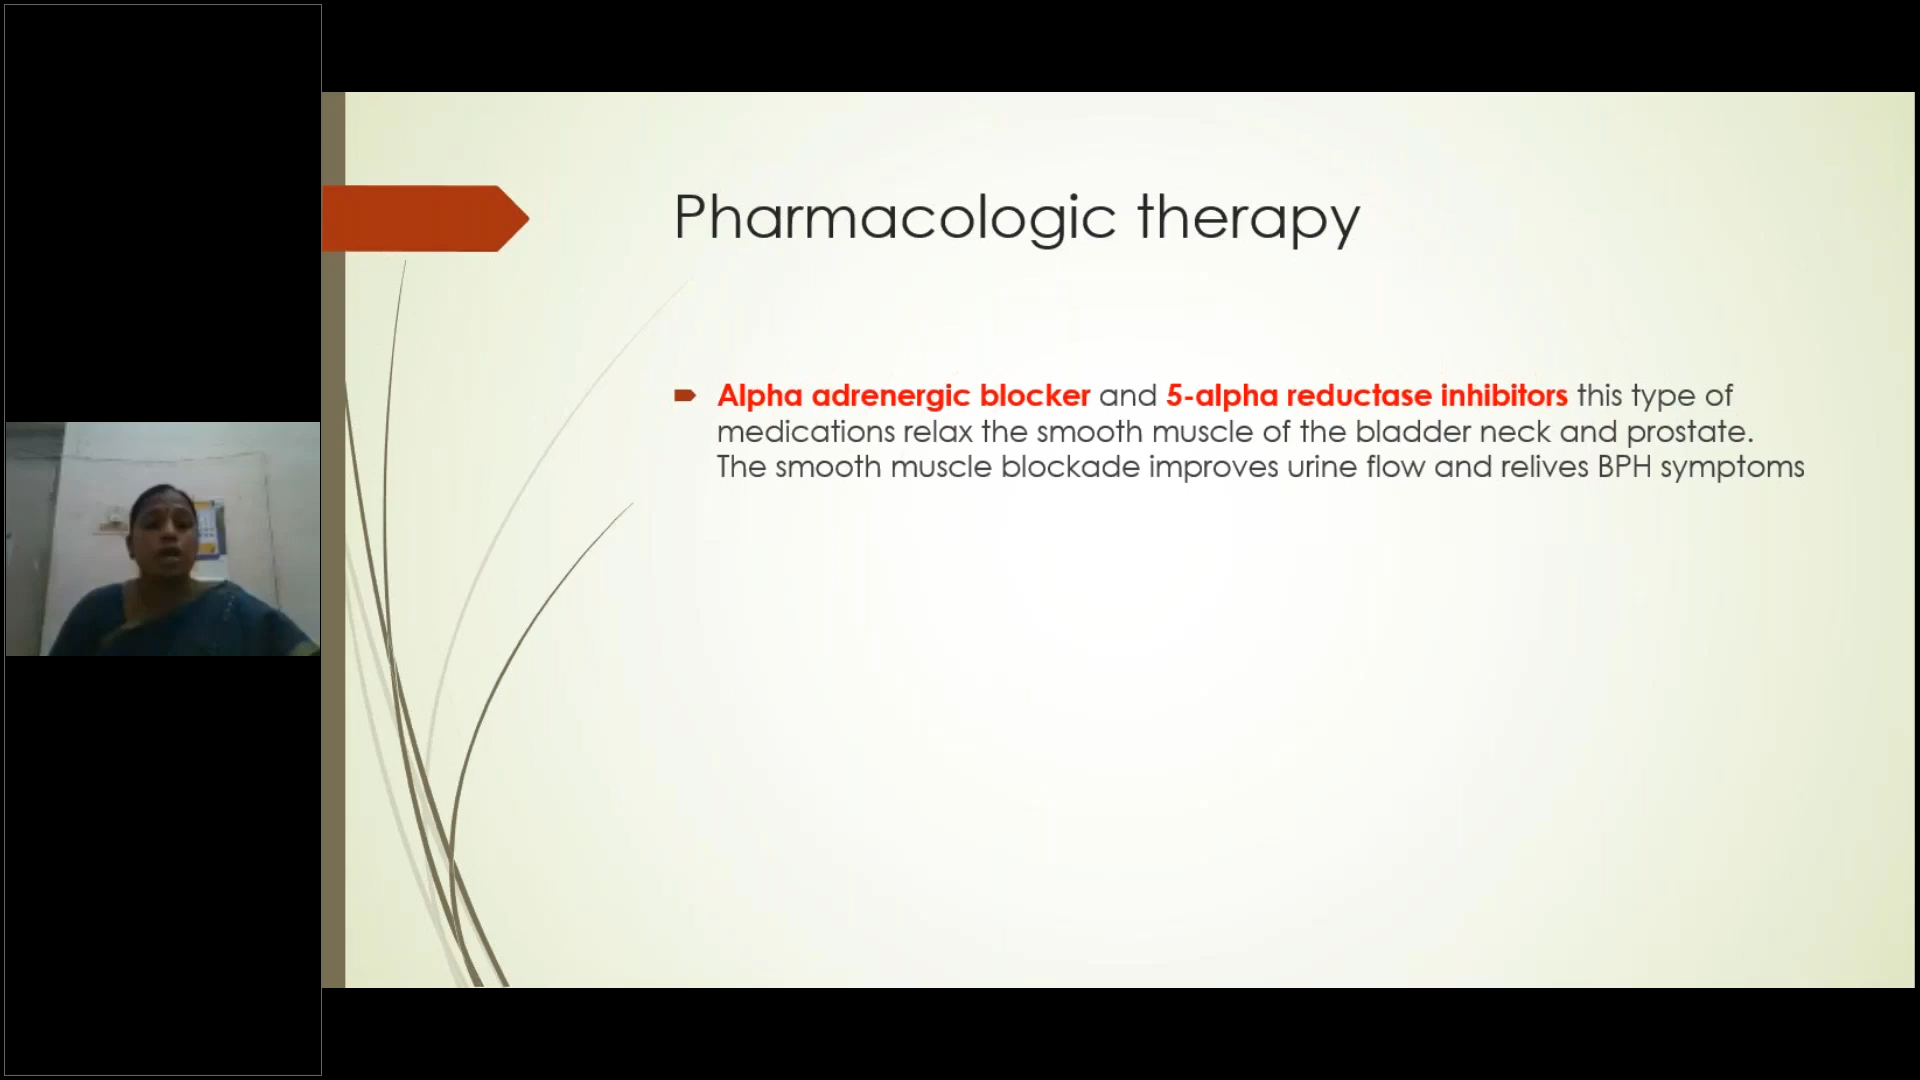 Pharmacologic therapy
Alpha adrenergic blocker and 5-alpha reductase inhibitors this type of
medications relax the smooth muscle of the bladder neck and prostate.
The smooth muscle blockade improves urine flow and relives BPH symptoms